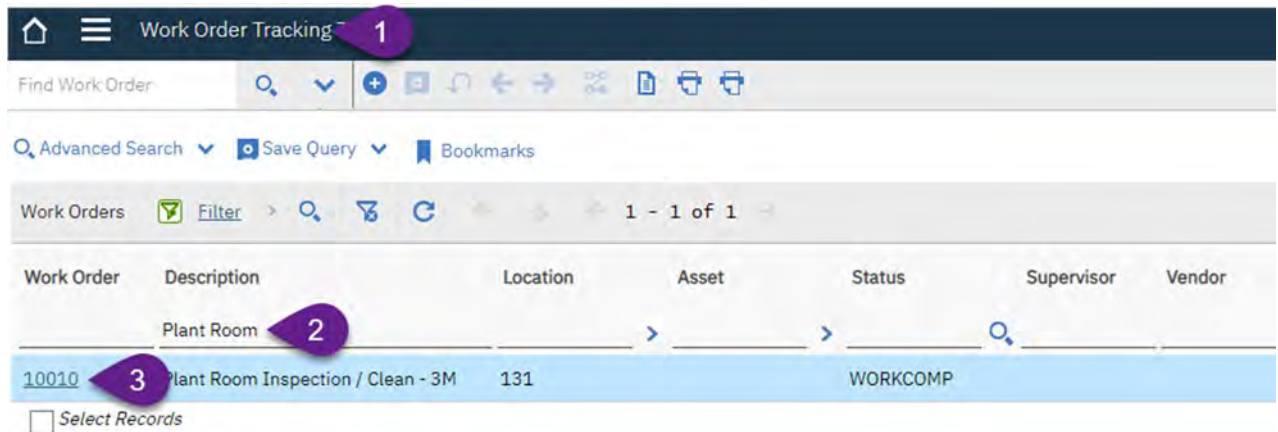 Work Order Tracking 1
Find Work Order
Advanced Search Save Query Bookmarks
Work Orders Filter 1 - 1 of 1
Work Order Description Location Asset Status Supervisor Vendor
Plant Room 2
10010 3 Plant Room Inspection / Clean - 3M 131 WORKCOMP
Select Records